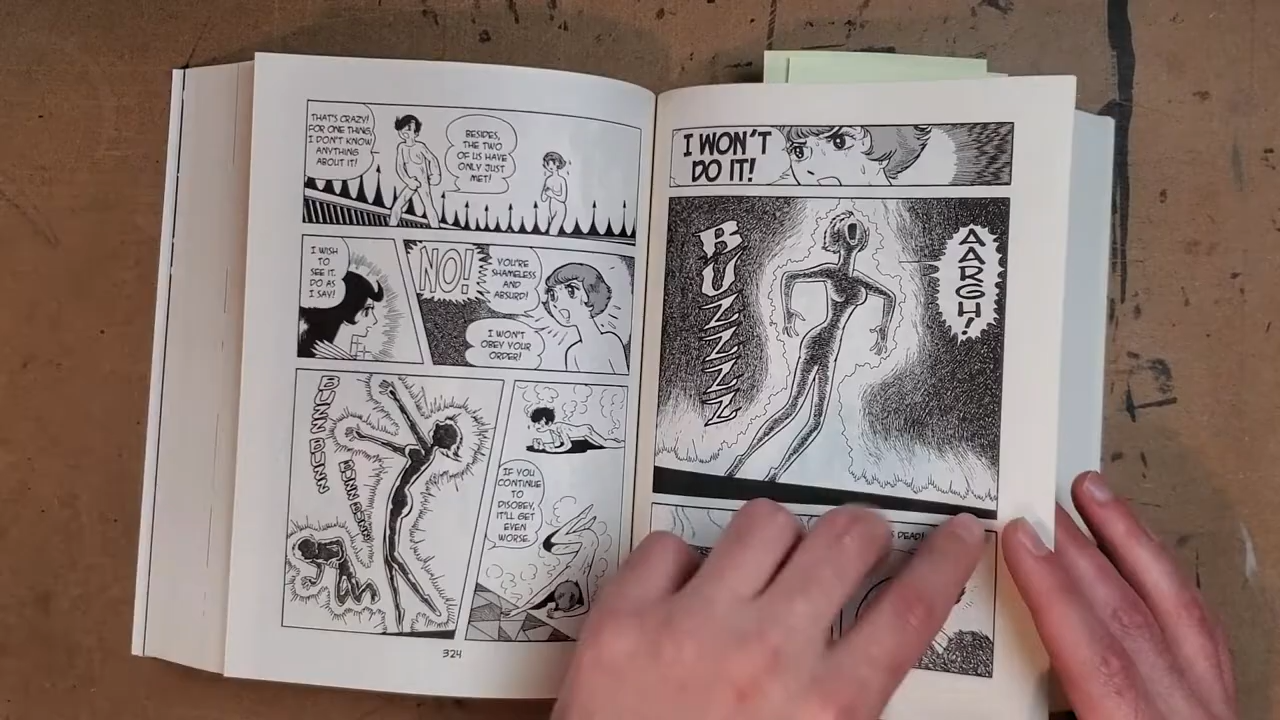 THAT'S CRAZY!
FOR ONE THING,
I DON'T KNOW
ANYTHING
ABOUT IT!
BESIDES,
THE TWO
OF US HAVE
ONLY JUST
MET!
I WISH
TO
SEE IT.
DO AS
I SAY!
NO!
YOU'RE
SHAMELESS
AND
ABSURD!
I WON'T
OBEY YOUR
ORDER!
BUZZ BUZZ
BUZZ BUZZ
IF YOU
CONTINUE
TO
DISOBEY,
IT'LL GET
EVEN
WORSE.
324
I WON'T
DO IT!
BUZZZZ
AARGH!
DEAD!